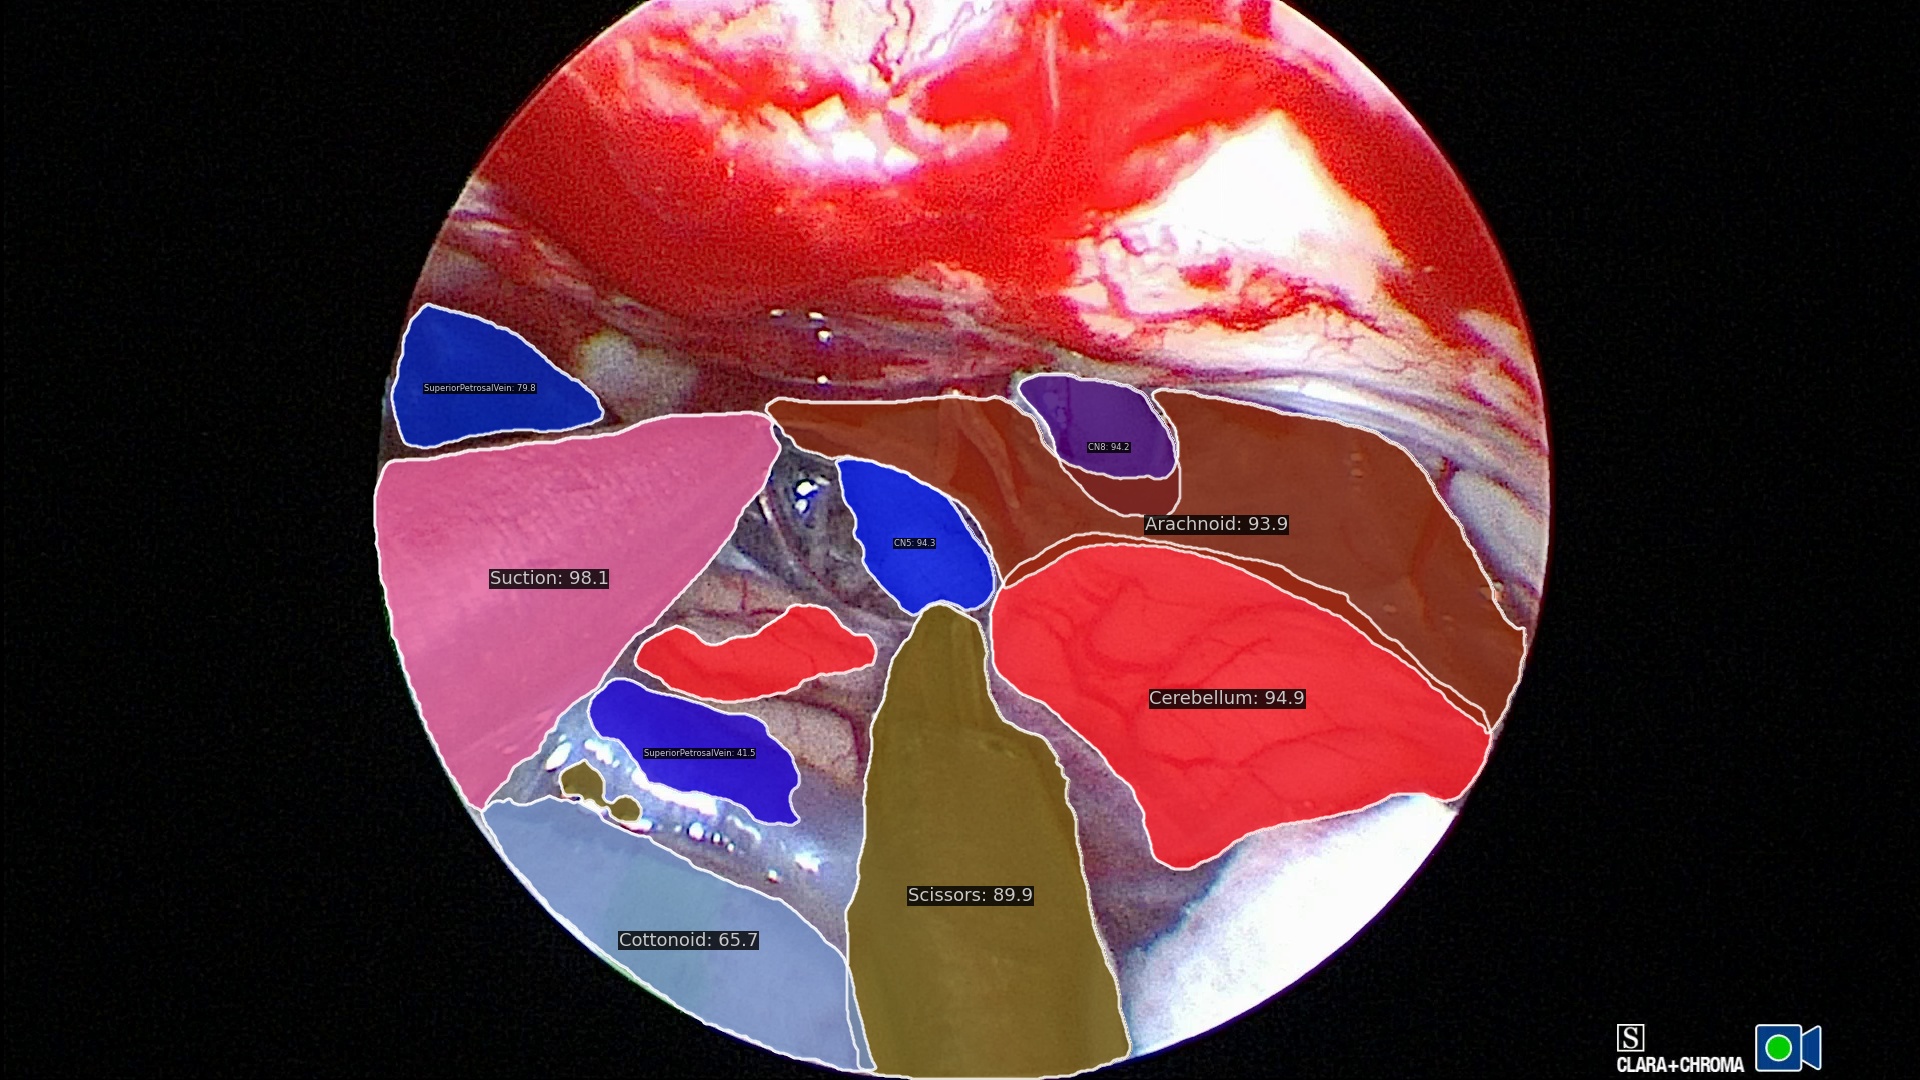 SuperiorPetrosalVein: 79.8
CN8: 94.2
Arachnoid: 93.9
CN5: 94.3
Suction: 98.1
Cerebellum: 94.9
SuperiorPetrosalVein: 41.5
Scissors: 89.9
Cottonoid: 65.7
S
CLARA+CHROMA